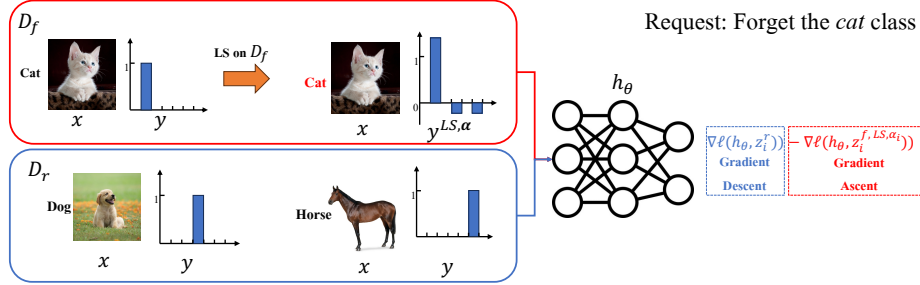 Request: Forget the cat class
D_f
Cat
1
x
y
LS on D_f
Cat
1
0
x
y^{LS,α}
D_r
Dog
1
x
y
Horse
1
x
y
h_θ
∇ℓ(h_θ, z_i^r))
Gradient
Descent
− ∇ℓ(h_θ, z_i^{f,LS,α_i}))
Gradient
Ascent